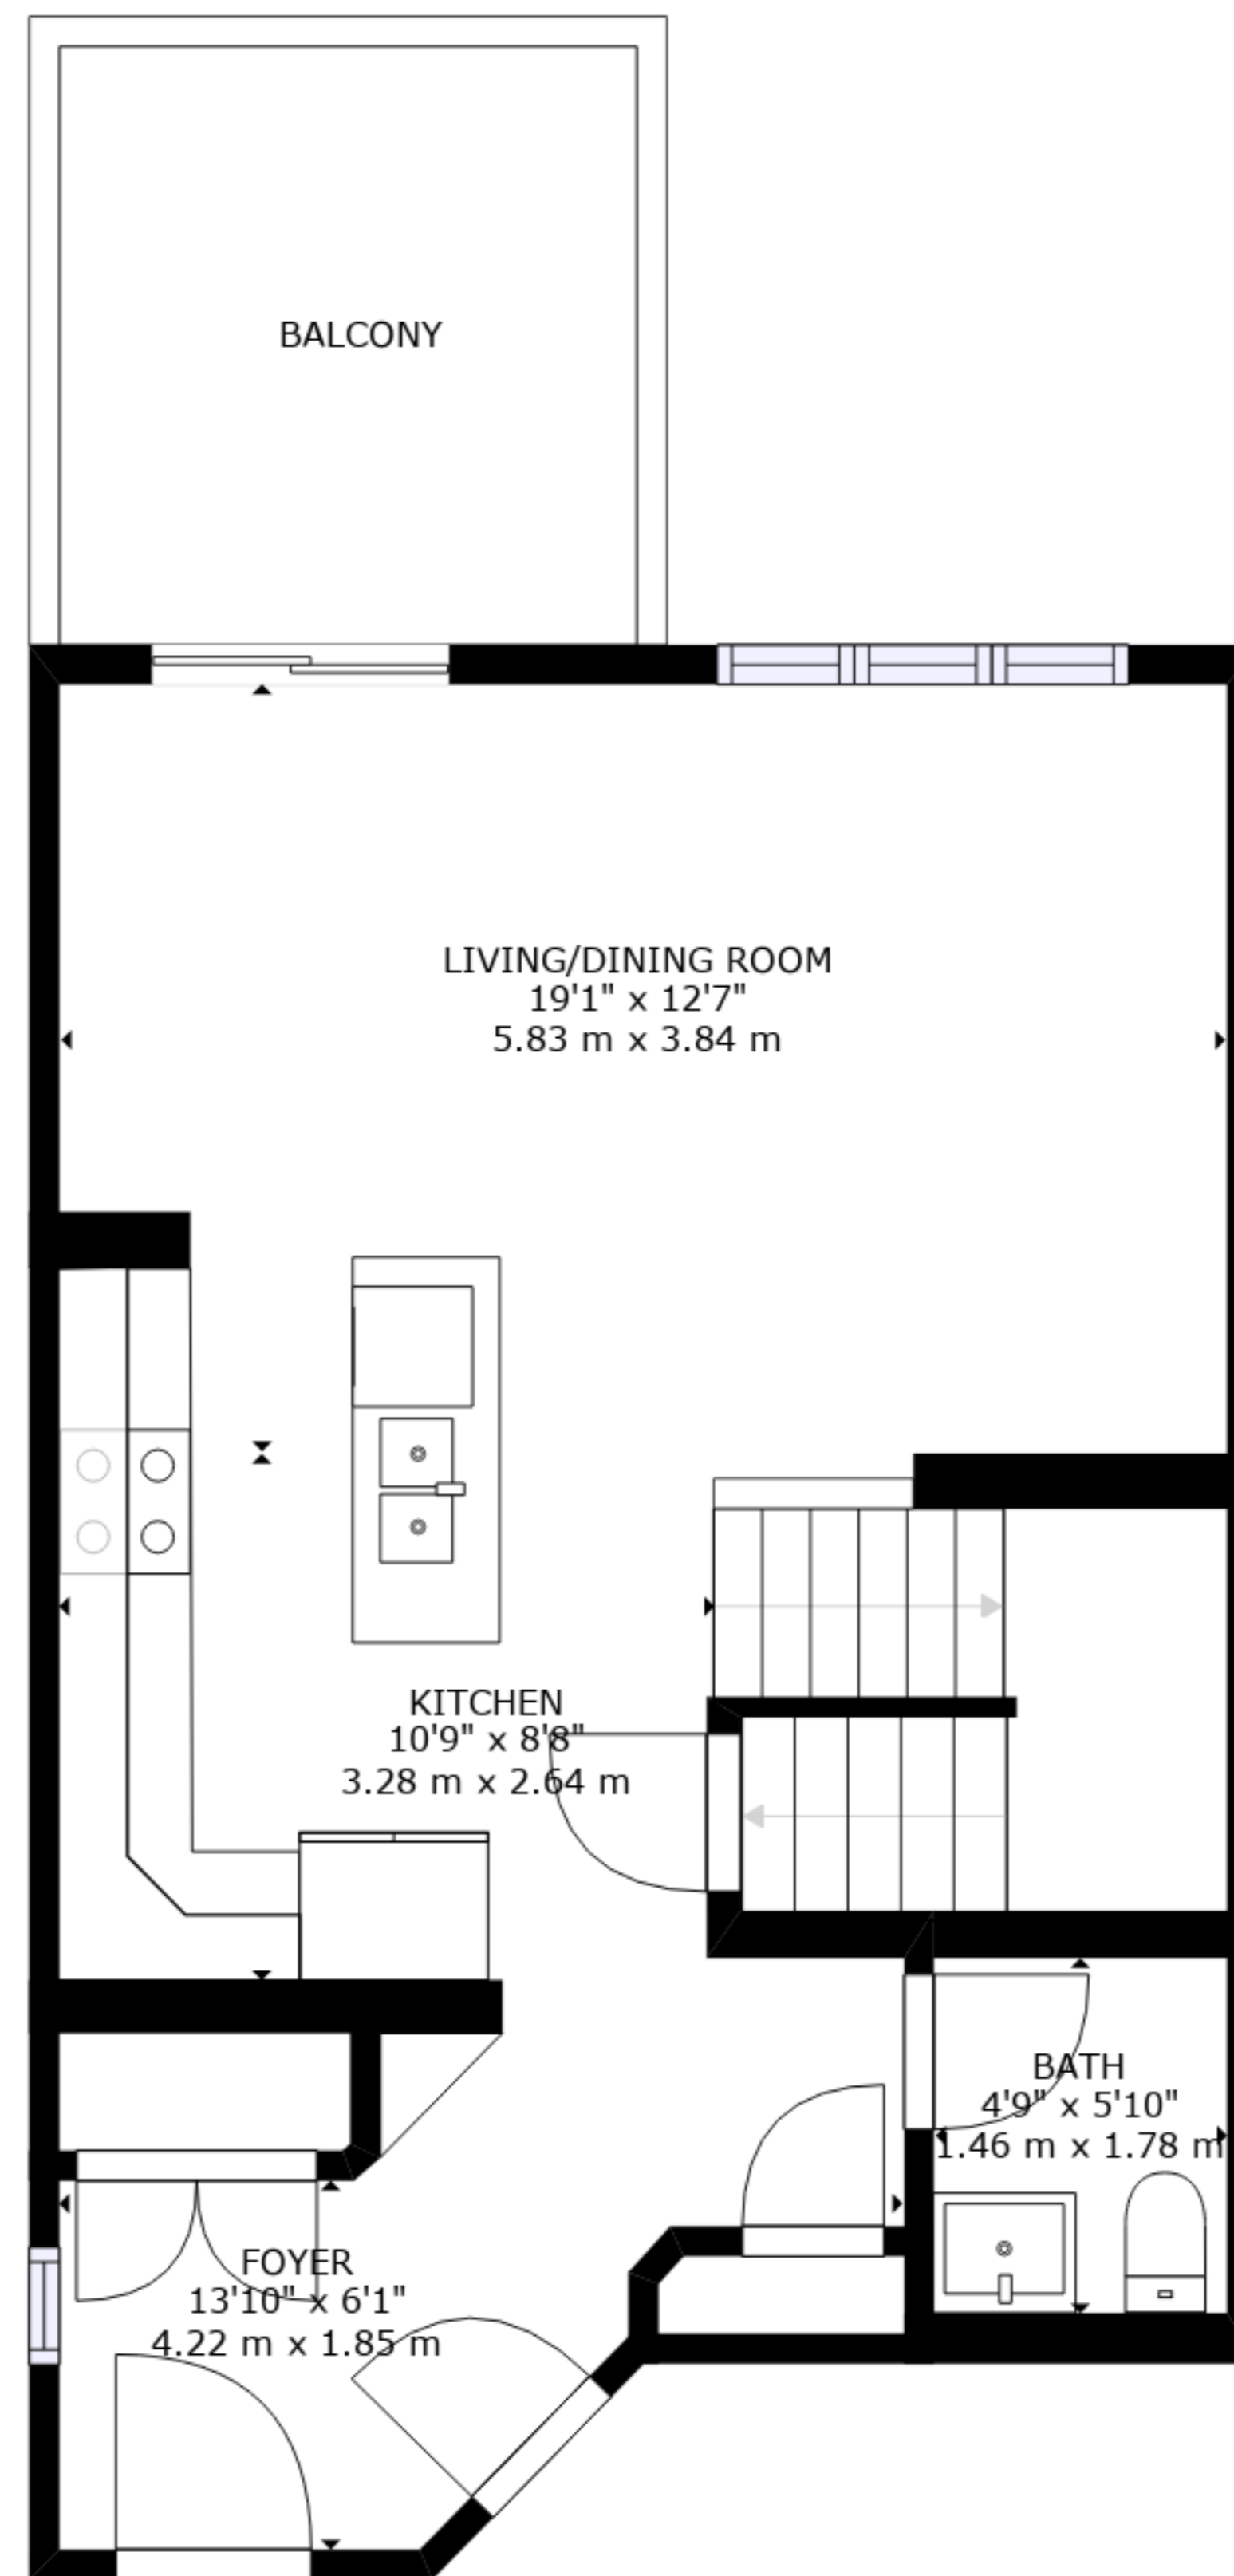 BALCONY
LIVING/DINING ROOM
19'1" x 12'7"
5.83 m x 3.84 m
KITCHEN
10'9" x 8'8"
3.28 m x 2.64 m
BATH
4'9" x 5'10"
1.46 m x 1.78 m
FOYER
13'10" x 6'1"
4.22 m x 1.85 m